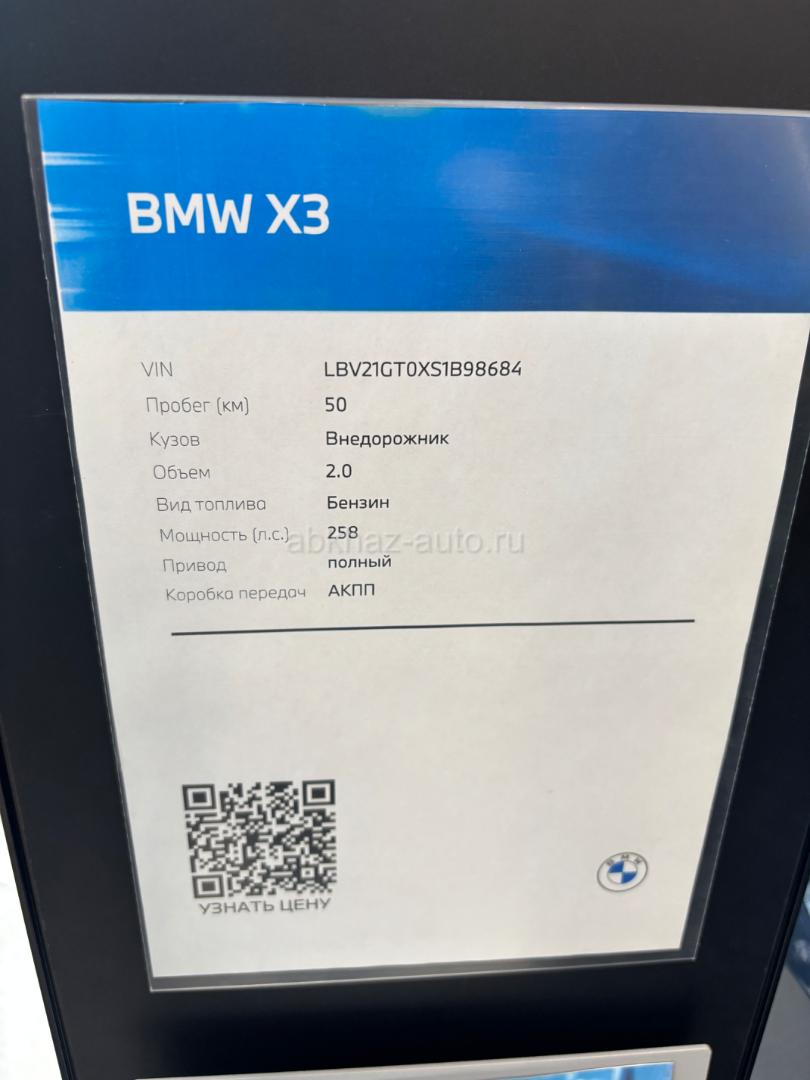 BMW X3
VIN LBV21GT0XS1B98684
Пробег (км) 50
Кузов Внедорожник
Объем 2.0
Вид топлива Бензин
Мощность (л.с.) 258
abkhaz-auto.ru
Привод полный
Коробка передач АКПП
УЗНАТЬ ЦЕНУ
BMW